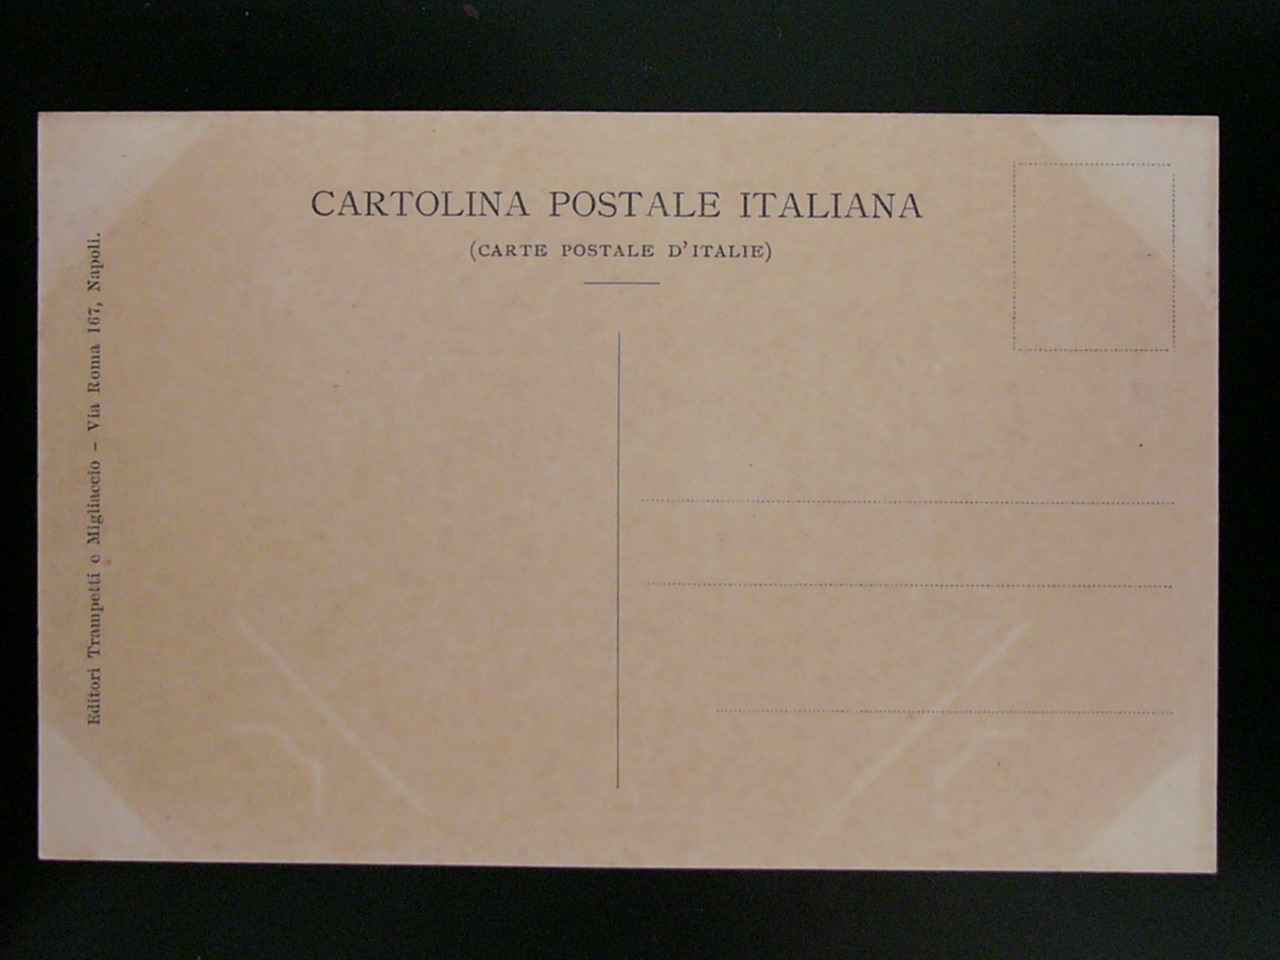 CARTOLINA POSTALE ITALIANA
(CARTE POSTALE D'ITALIE)
Editori Trampetti e Migliaccio – Via Roma 167, Napoli.